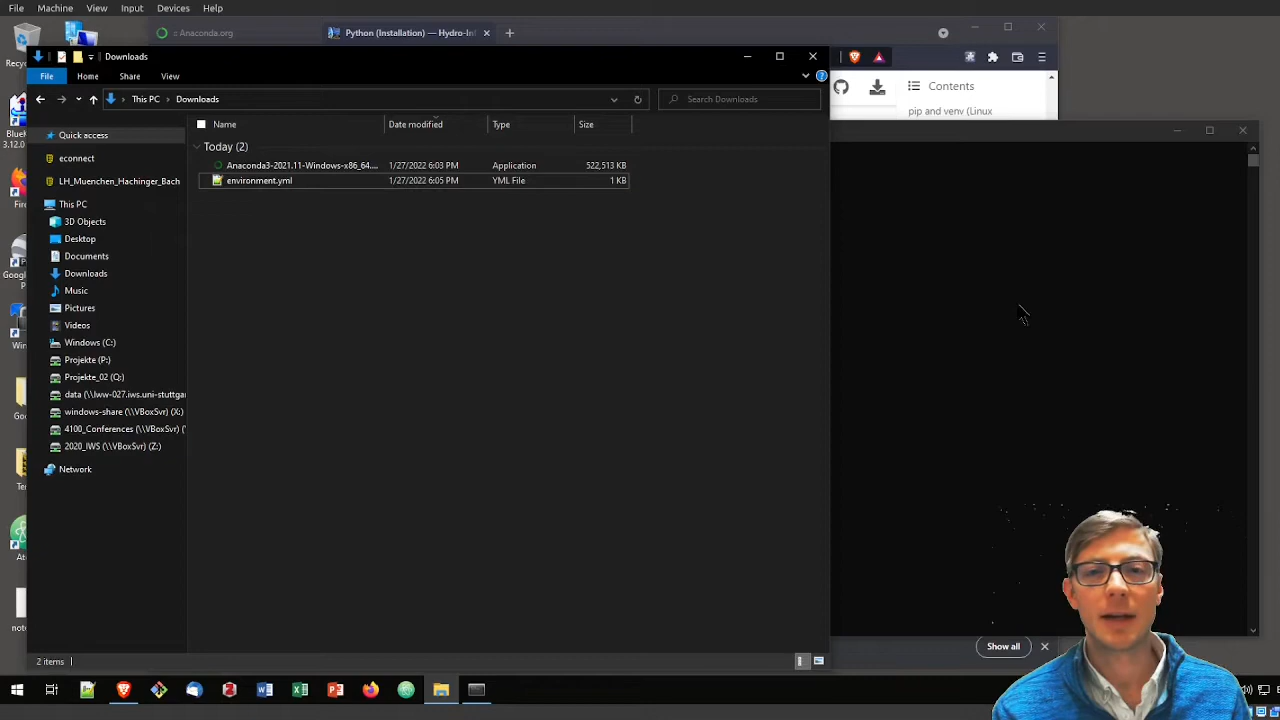 File Machine View Input Devices Help
:: Anaconda.org
Python (Installation) — Hydro-Inf
Downloads
File Home Share View
Contents
This PC Downloads
Search Downloads
pip and venv (Linux
Name Date modified Type Size
Quick access
Today (2)
econnect
Anaconda3-2021.11-Windows-x86_64.... 1/27/2022 6:03 PM Application 522,513 KB
LH_Muenchen_Hachinger_Bach
environment.yml 1/27/2022 6:05 PM YML File 1 KB
This PC
3D Objects
Desktop
Documents
Downloads
Music
Pictures
Videos
Windows (C:)
Projekte (P:)
Projekte_02 (Q:)
data (\\lww-027.iws.uni-stuttgar
windows-share (\\VBoxSvr) (X:)
4100_Conferences (\\VBoxSvr) (
2020_IWS (\\VBoxSvr) (Z:)
Network
Show all
2 items